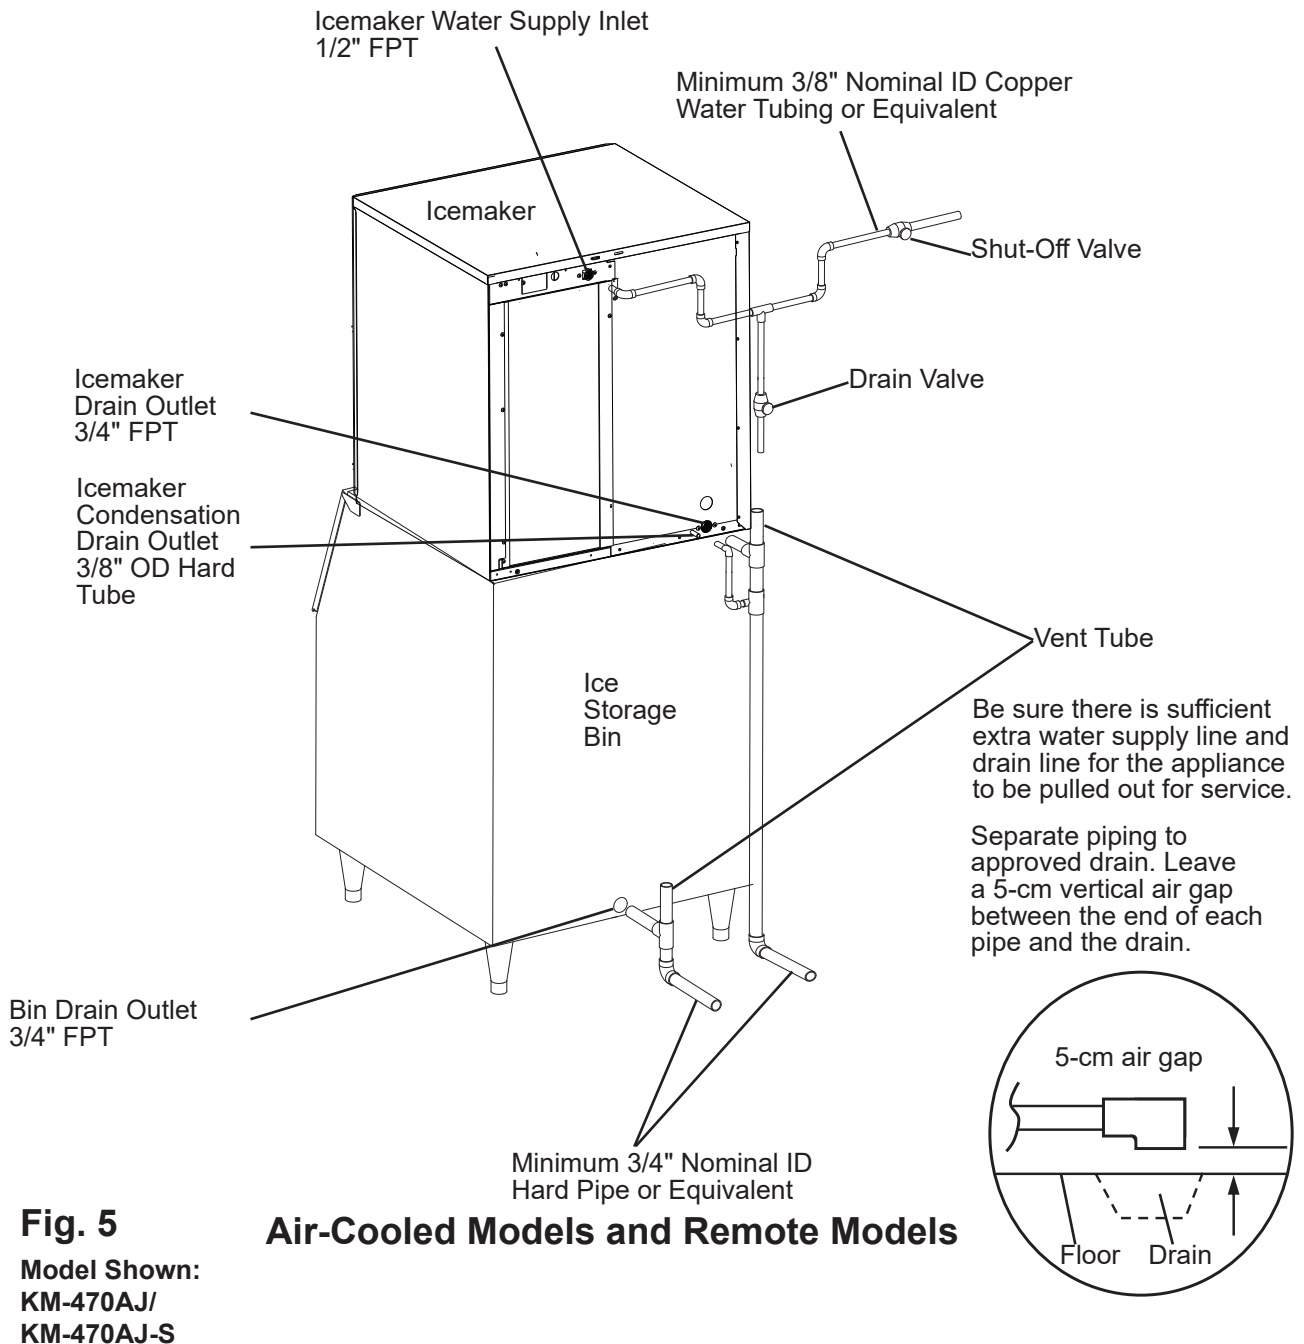 Icemaker Water Supply Inlet
1/2" FPT
Minimum 3/8" Nominal ID Copper
Water Tubing or Equivalent
Icemaker
Shut-Off Valve
Icemaker
Drain Outlet
3/4" FPT
Drain Valve
Icemaker
Condensation
Drain Outlet
3/8" OD Hard
Tube
Vent Tube
Ice
Storage
Bin
Be sure there is sufficient
extra water supply line and
drain line for the appliance
to be pulled out for service.
Separate piping to
approved drain. Leave
a 5-cm vertical air gap
between the end of each
pipe and the drain.
Bin Drain Outlet
3/4" FPT
5-cm air gap
Minimum 3/4" Nominal ID
Hard Pipe or Equivalent
Floor
Drain
Fig. 5
Air-Cooled Models and Remote Models
Model Shown:
KM-470AJ/
KM-470AJ-S